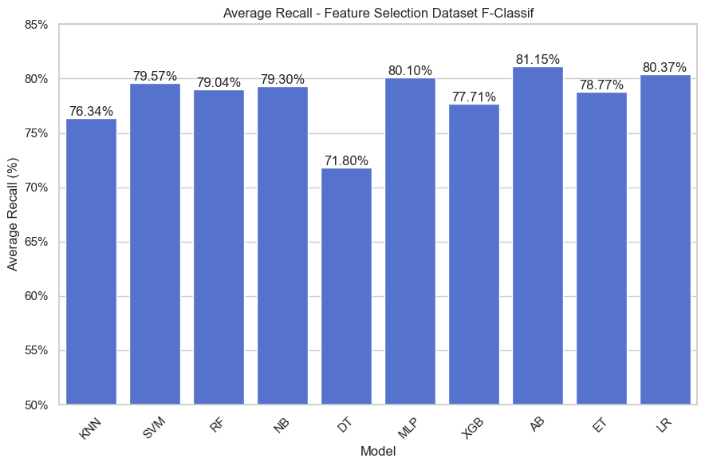 Average Recall - Feature Selection Dataset F-Classif
85%
80%
75%
70%
65%
60%
55%
50%
Average Recall (%)
76.34%
79.57%
79.04%
79.30%
71.80%
80.10%
77.71%
81.15%
78.77%
80.37%
KNN
SVM
RF
NB
DT
MLP
XGB
AB
ET
LR
Model